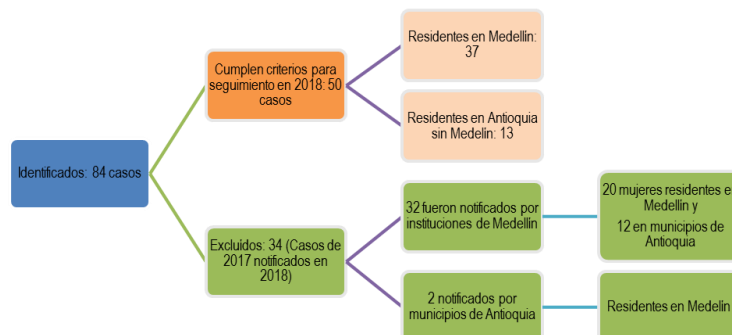 Residentes en Medellín:
37
Cumplen criterios para
seguimiento en 2018: 50
casos
Residentes en Antioquia
sin Medelín: 13
Identificados: 84 casos
Excluidos: 34 (Casos de
2017 notificados en
2018)
32 fueron notificados por
instituciones de Medellín
20 mujeres residentes
Medellín y
12 en municipios de
Antioquia
2 notificados por
municipios de Antioquia
Residentes en Medelín